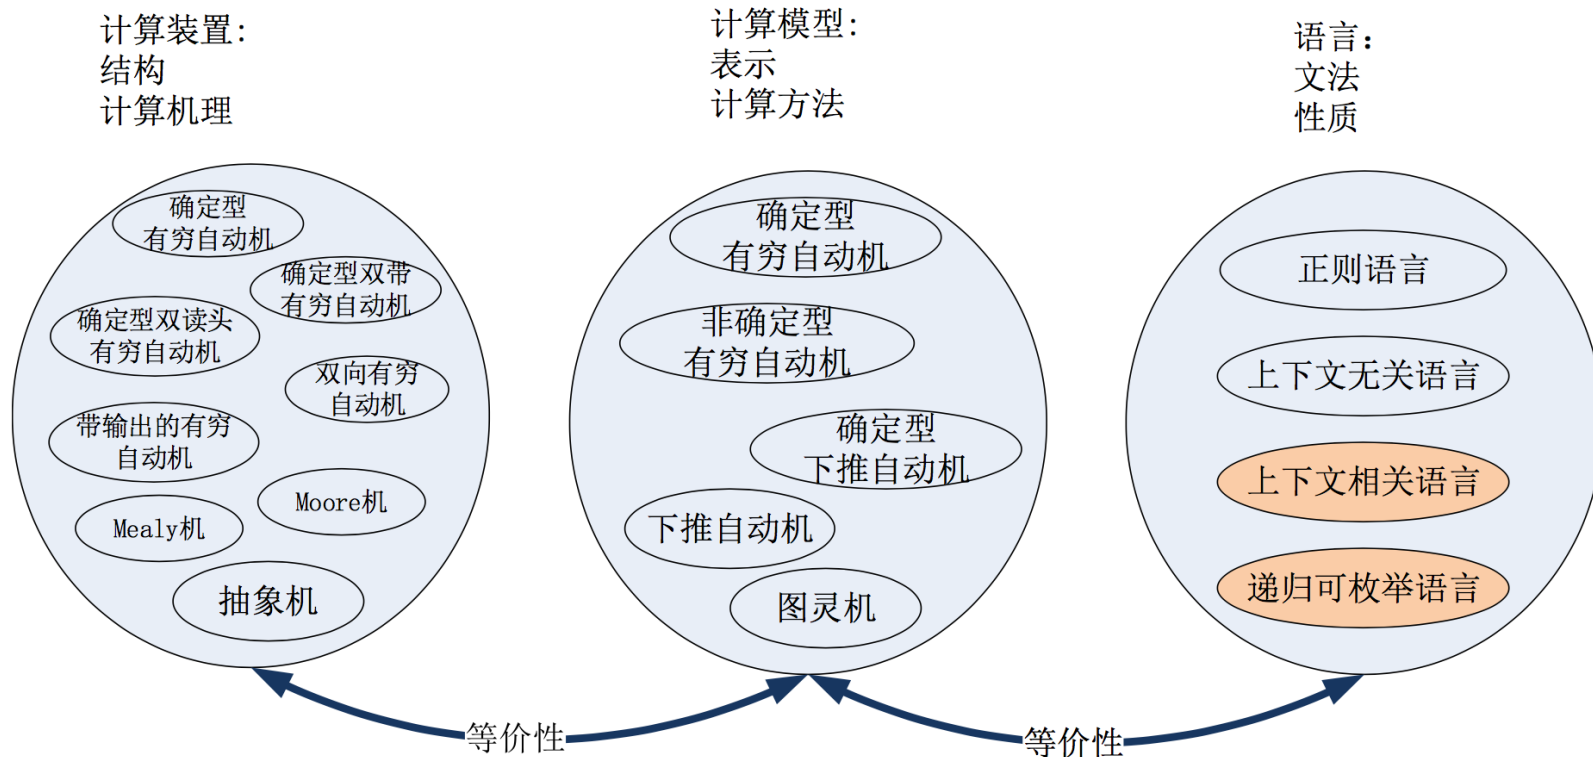 计算装置:
结构
计算机理
计算模型:
表示
计算方法
语言：
文法
性质
确定型
有穷自动机
确定型双带
有穷自动机
确定型双读头
有穷自动机
双向有穷
自动机
带输出的有穷
自动机
Moore机
Mealy机
抽象机
确定型
有穷自动机
非确定型
有穷自动机
确定型
下推自动机
下推自动机
图灵机
正则语言
上下文无关语言
上下文相关语言
递归可枚举语言
等价性
等价性